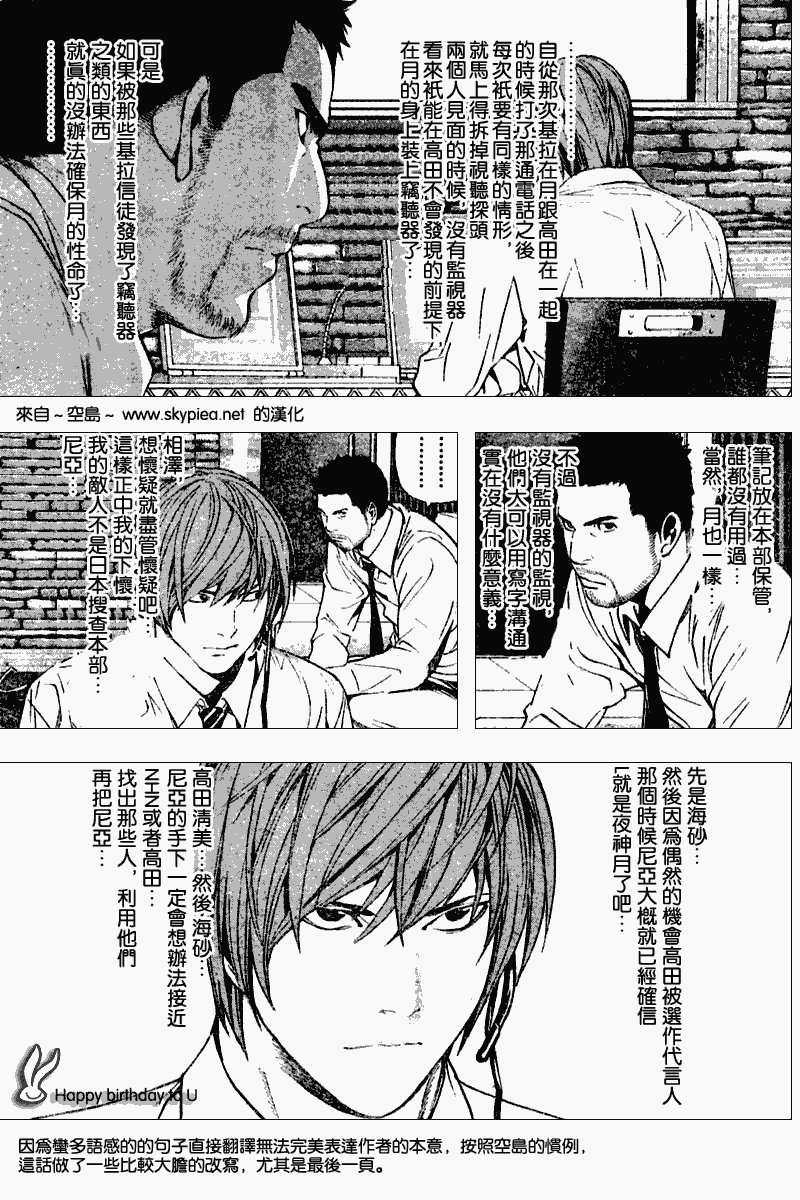 …………
自從那次基拉在月跟高田在一起
的時候打了那通電話之後
每次衹要有同樣的情形，
就馬上得拆掉視聽探頭
兩個人見面的時候，沒有監視器
看來衹能在高田不會發現的前提下，
在月的身上裝上竊聽器了…
可是
如果被那些基拉信徒發現了竊聽器
之類的東西
就真的沒辦法確保月的性命了…
…………
來自～空島～ www.skypiea.net 的漢化
筆記放在本部保管，
誰都沒有用過…
當然，月也一樣…
不過
沒有監視器的監視，
他們大可以用寫字溝通
實在沒有什麼意義…
……
相澤，
想懷疑就盡管懷疑吧…
這樣正中我的下懷…
我的敵人不是日本搜查本部…
尼亞…
先是海砂…
然後因為偶然的機會高田被選作代言人
那個時候尼亞大概就已經確信
L就是夜神月了吧…
高田清美…然後海砂…
尼亞的手下一定會想辦法接近
海砂或者高田…
找出那些人，利用他們
再把尼亞…
Happy birthday to U
因為蠻多語感的的句子直接翻譯無法完美表達作者的本意，按照空島的慣例，
這話做了一些比較大膽的改寫，尤其是最後一頁。